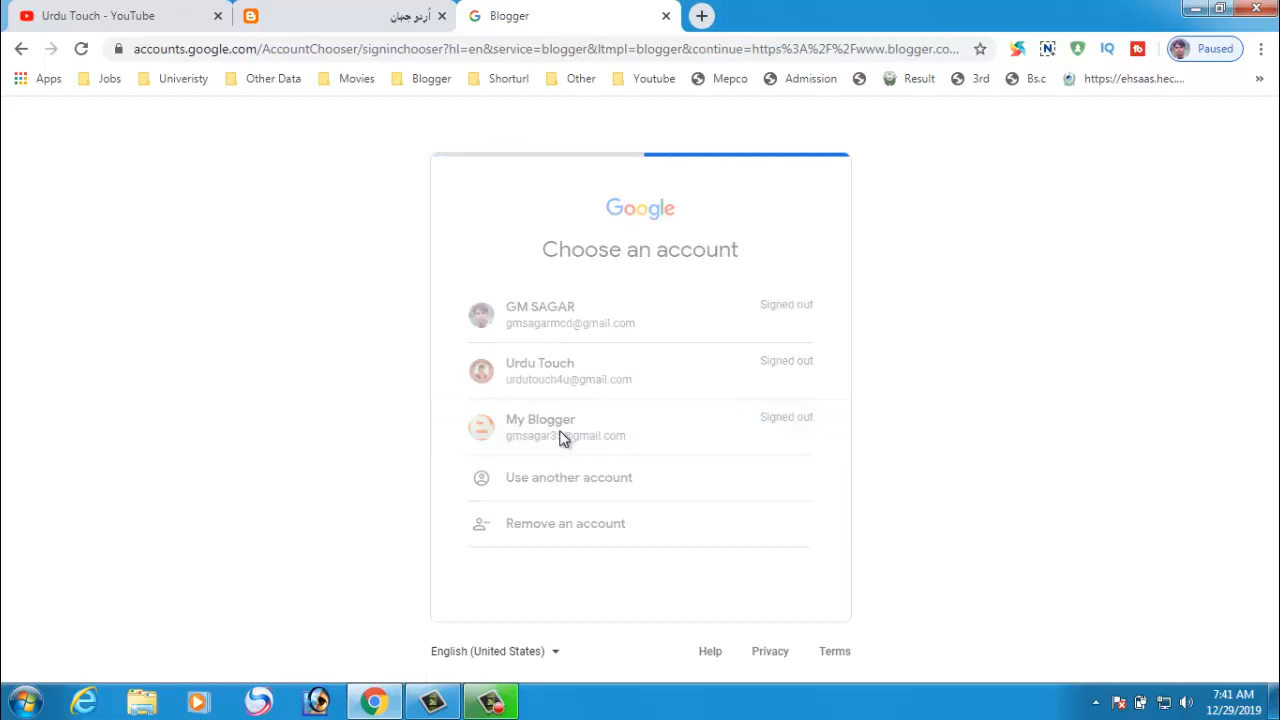 Urdu Touch - YouTube
اُردو جہان
Blogger
accounts.google.com/AccountChooser/signinchooser?hl=en&service=blogger&ltmpl=blogger&continue=https%3A%2F%2Fwww.blogger.co...
Paused
Apps
Jobs
Univeristy
Other Data
Movies
Blogger
Shorturl
Other
Youtube
Mepco
Admission
Result
3rd
Bs.c
https://ehsaas.hec....
»
Google
Choose an account
GM SAGAR
gmsagarmcd@gmail.com
Signed out
Urdu Touch
urdutouch4u@gmail.com
Signed out
My Blogger
Signed out
Use another account
Remove an account
English (United States)
Help
Privacy
Terms
7:41 AM
12/29/2019